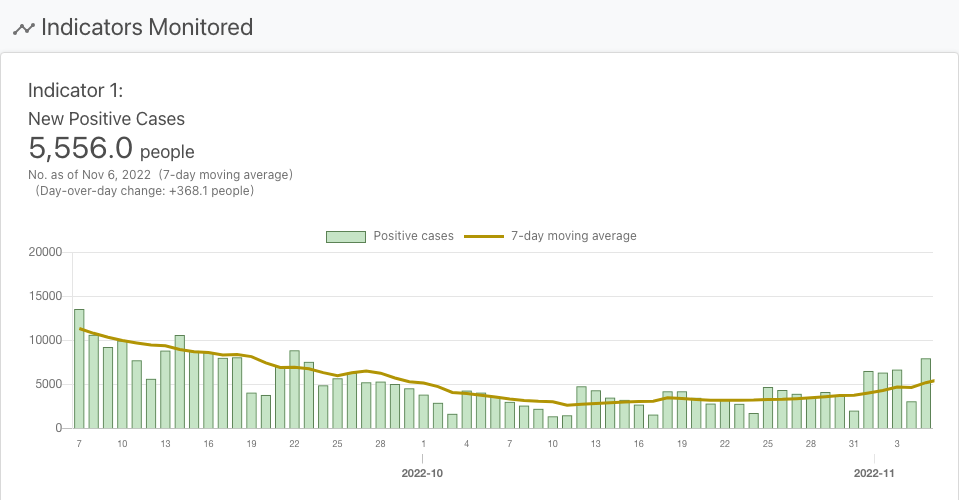 Indicators Monitored
Indicator 1:
New Positive Cases
5,556.0 people
No. as of Nov 6, 2022 (7-day moving average)
(Day-over-day change: +368.1 people)
Positive cases 7-day moving average
20000
15000
10000
5000
0
7 10 13 16 19 22 25 28 1 4 7 10 13 16 19 22 25 28 31 3
2022-10 2022-11